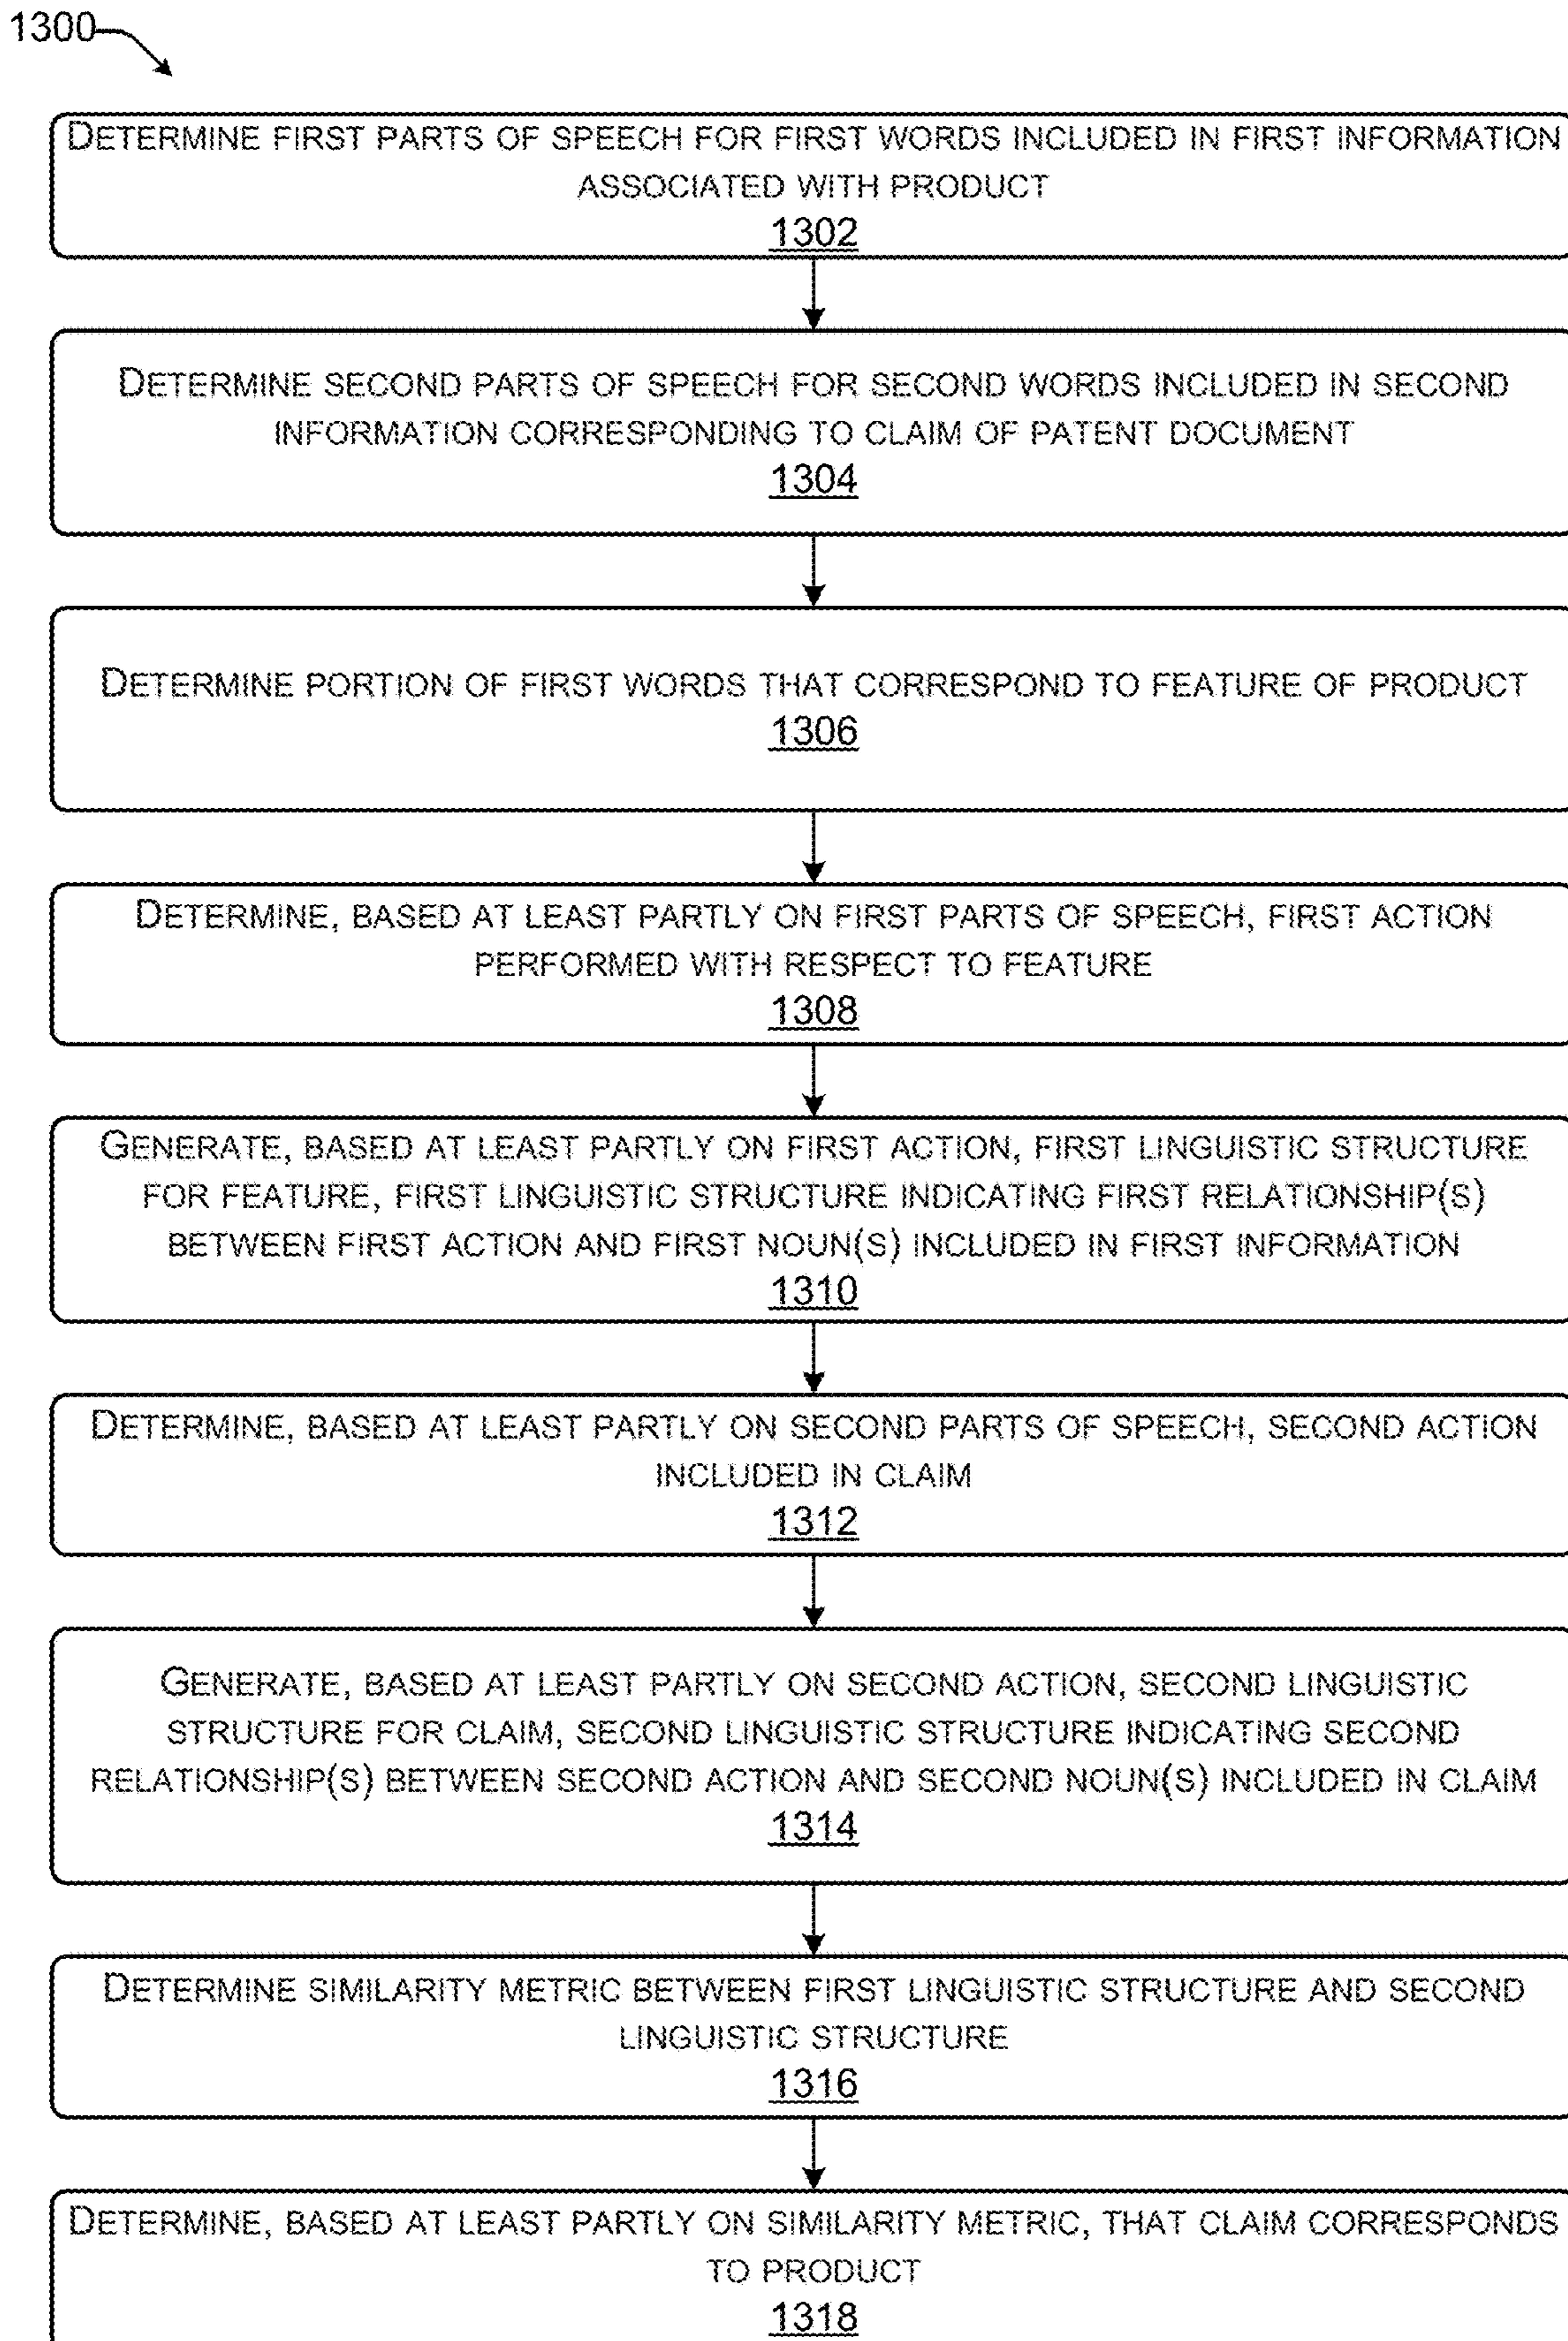 1300
DETERMINE FIRST PARTS OF SPEECH FOR FIRST WORDS INCLUDED IN FIRST INFORMATION
ASSOCIATED WITH PRODUCT
1302
DETERMINE SECOND PARTS OF SPEECH FOR SECOND WORDS INCLUDED IN SECOND
INFORMATION CORRESPONDING TO CLAIM OF PATENT DOCUMENT
1304
DETERMINE PORTION OF FIRST WORDS THAT CORRESPOND TO FEATURE OF PRODUCT
1306
DETERMINE, BASED AT LEAST PARTLY ON FIRST PARTS OF SPEECH, FIRST ACTION
PERFORMED WITH RESPECT TO FEATURE
1308
GENERATE, BASED AT LEAST PARTLY ON FIRST ACTION, FIRST LINGUISTIC STRUCTURE
FOR FEATURE, FIRST LINGUISTIC STRUCTURE INDICATING FIRST RELATIONSHIP(S)
BETWEEN FIRST ACTION AND FIRST NOUN(S) INCLUDED IN FIRST INFORMATION
1310
DETERMINE, BASED AT LEAST PARTLY ON SECOND PARTS OF SPEECH, SECOND ACTION
INCLUDED IN CLAIM
1312
GENERATE, BASED AT LEAST PARTLY ON SECOND ACTION, SECOND LINGUISTIC
STRUCTURE FOR CLAIM, SECOND LINGUISTIC STRUCTURE INDICATING SECOND
RELATIONSHIP(S) BETWEEN SECOND ACTION AND SECOND NOUN(S) INCLUDED IN CLAIM
1314
DETERMINE SIMILARITY METRIC BETWEEN FIRST LINGUISTIC STRUCTURE AND SECOND
LINGUISTIC STRUCTURE
1316
DETERMINE, BASED AT LEAST PARTLY ON SIMILARITY METRIC, THAT CLAIM CORRESPONDS
TO PRODUCT
1318